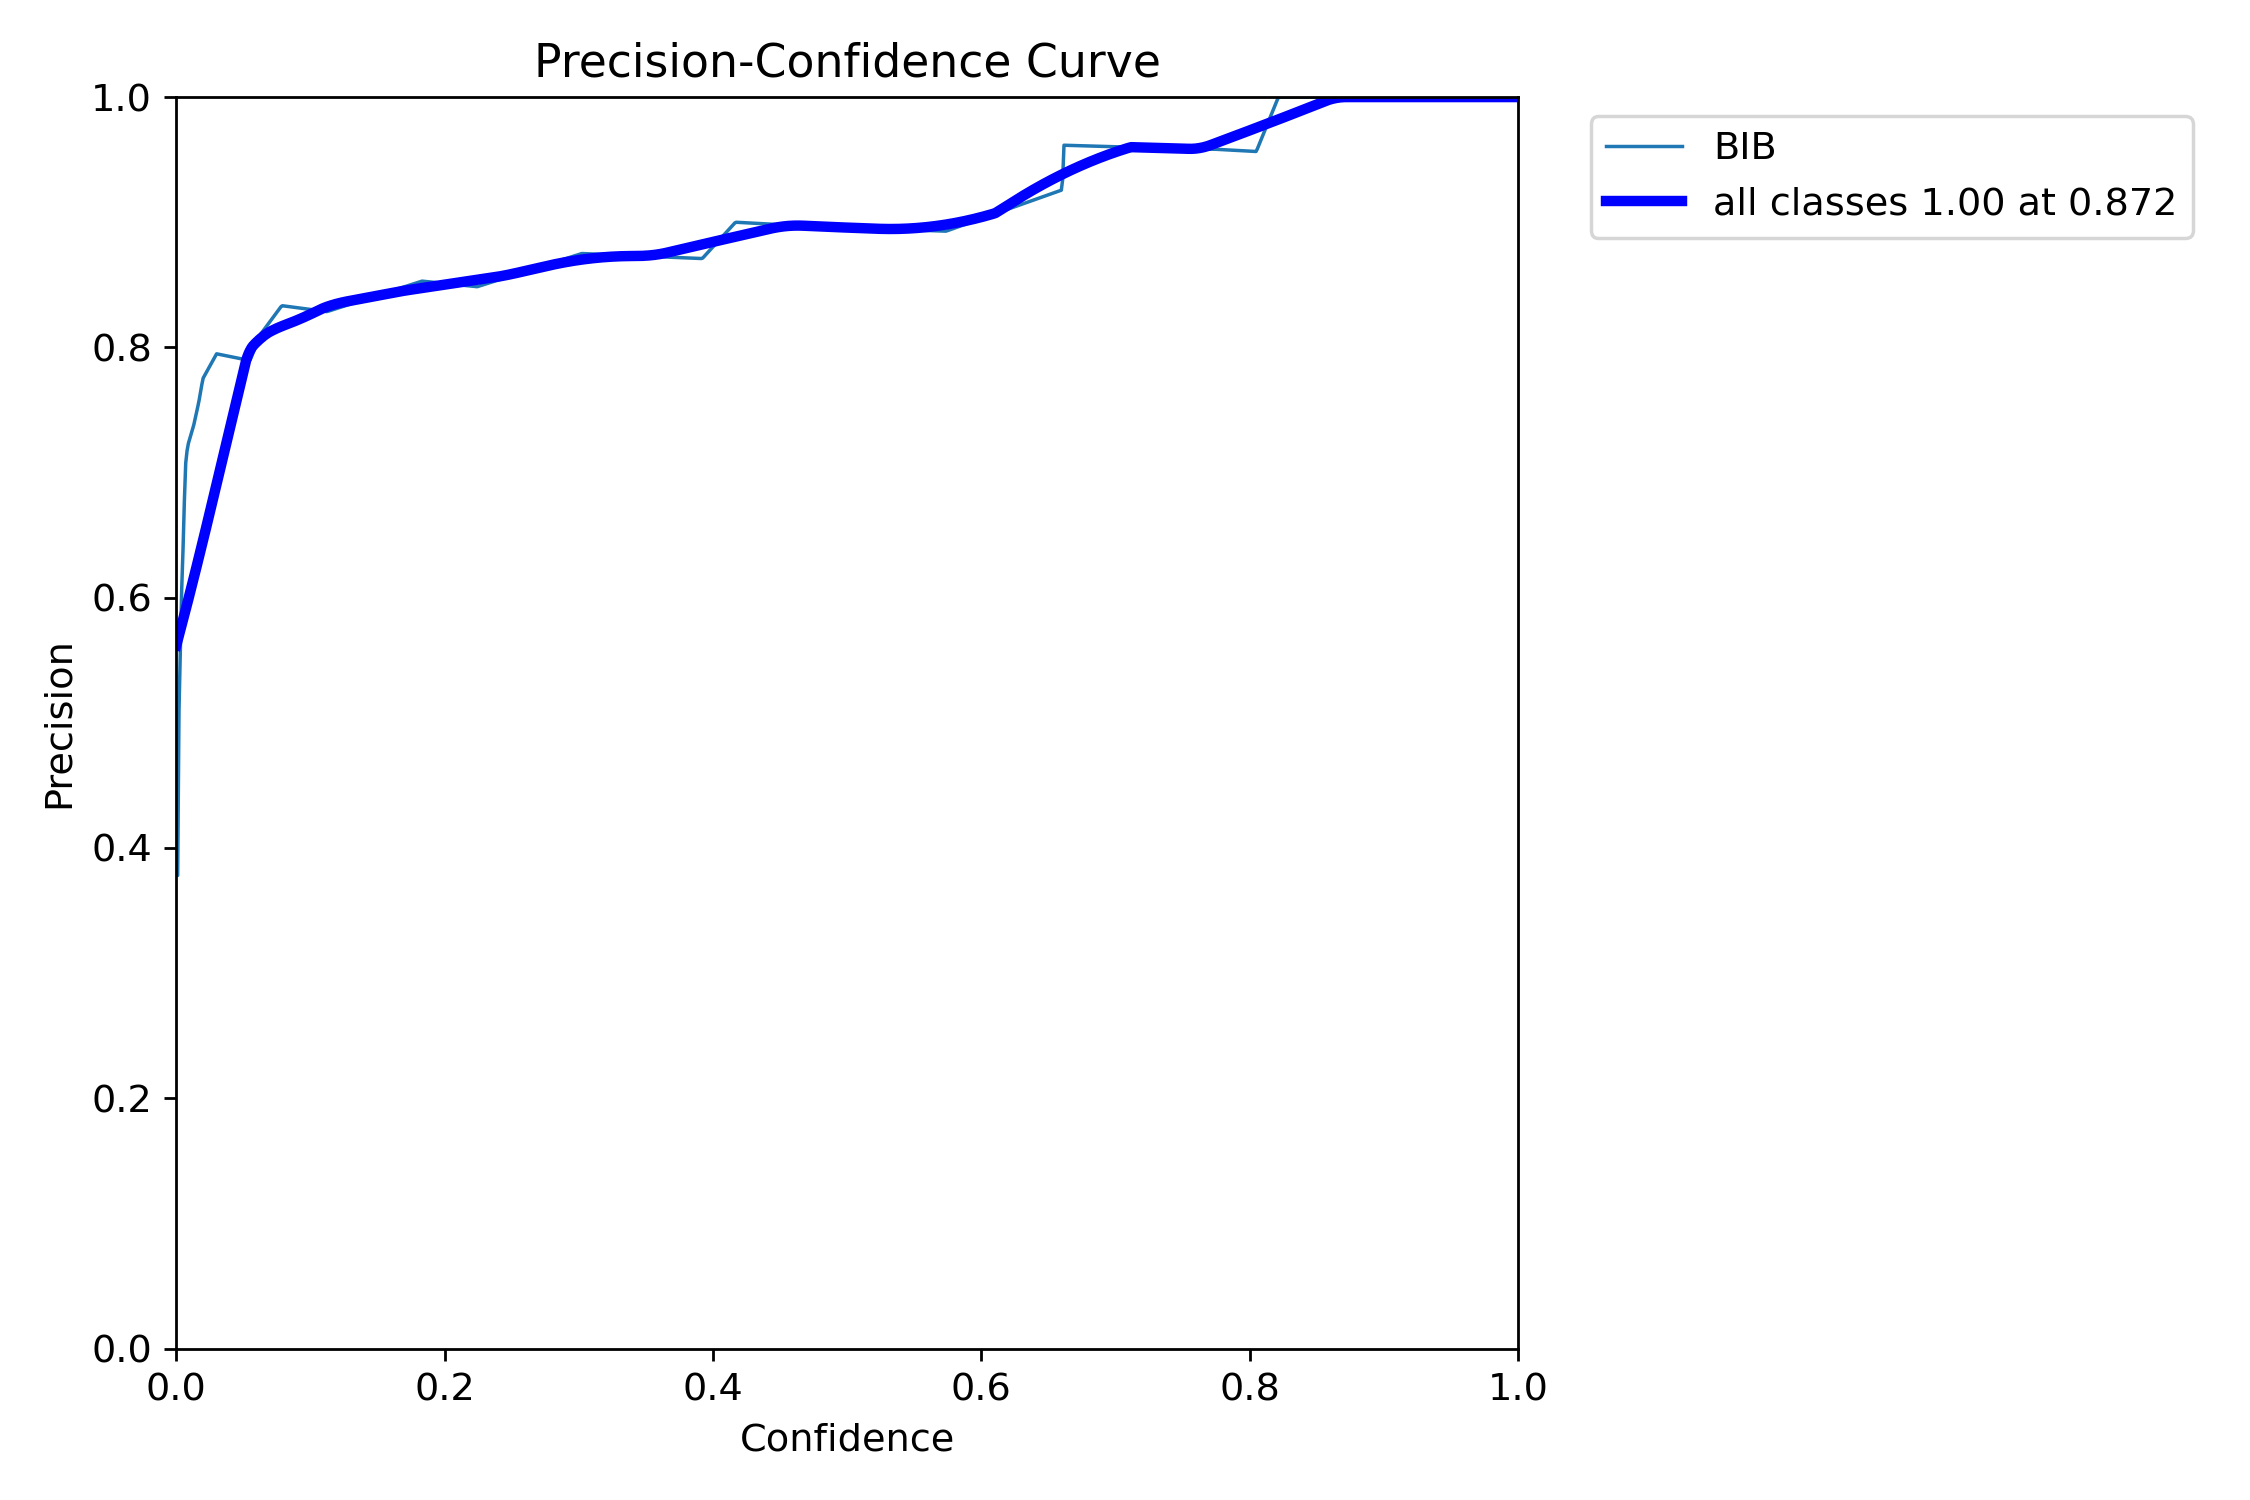 Precision-Confidence Curve
1.0
0.8
0.6
0.4
0.2
0.0
Precision
0.0 0.2 0.4 0.6 0.8 1.0
Confidence
BIB
all classes 1.00 at 0.872